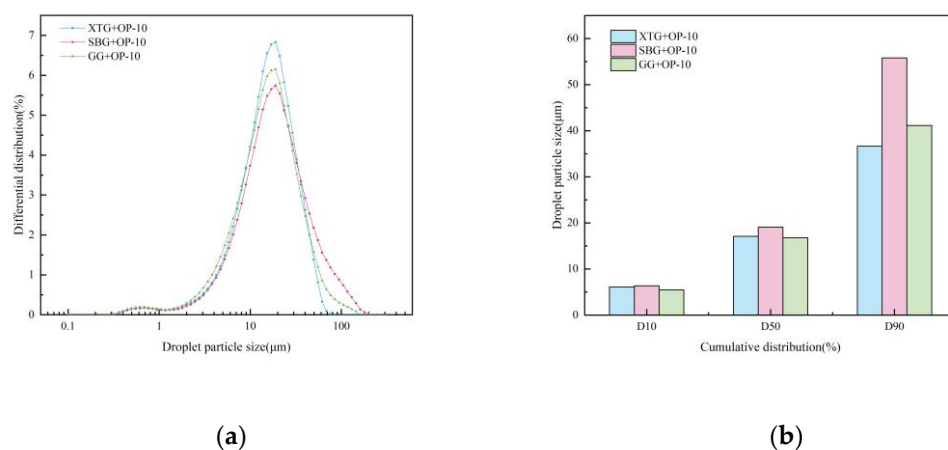 XTG+OP-10
SBG+OP-10
GG+OP-10
7
6
5
4
3
2
1
0
Differential distribution(%)
0.1 1 10 100
Droplet particle size(μm)
(a)
XTG+OP-10
SBG+OP-10
GG+OP-10
60
50
40
30
20
10
0
Droplet particle size(μm)
D10 D50 D90
Cumulative distribution(%)
(b)